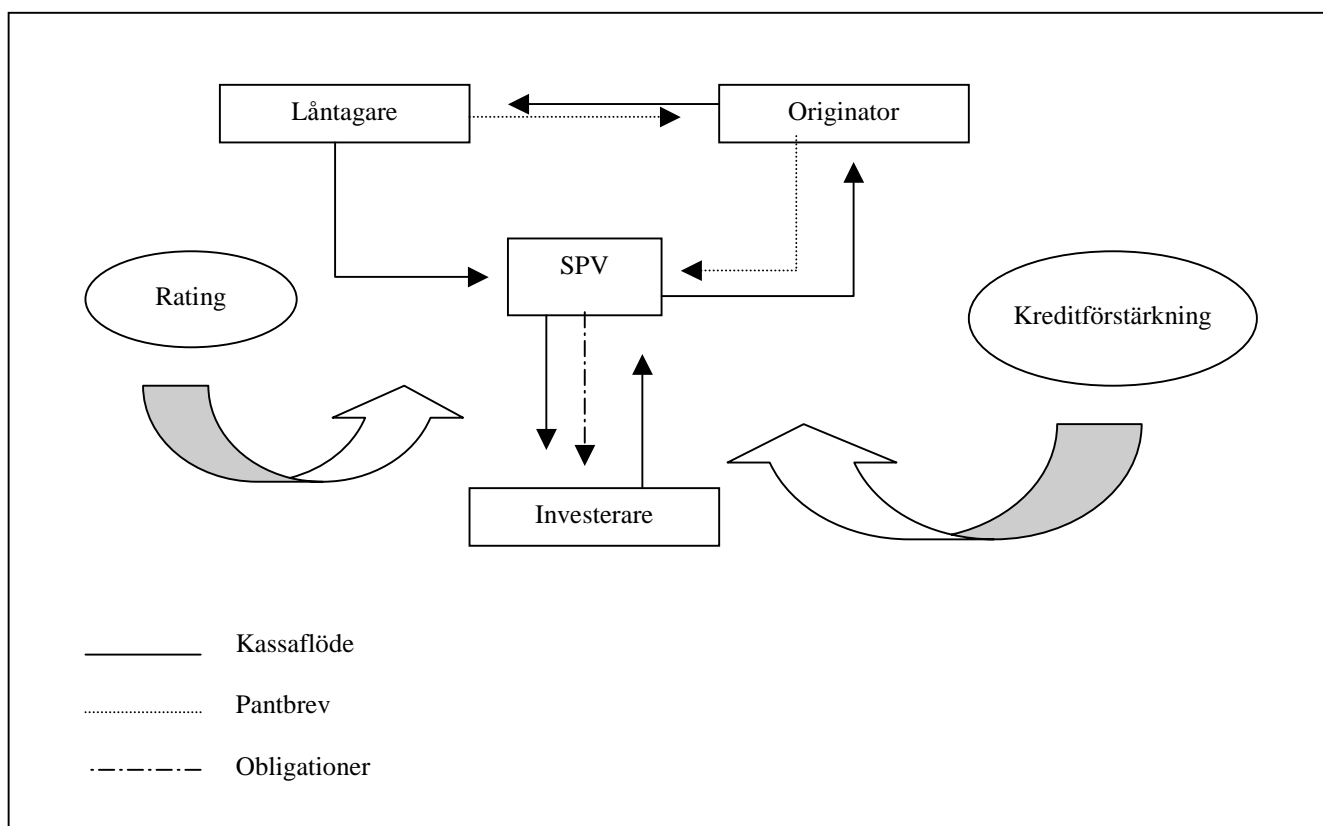 Låntagare
Originator
SPV
Rating
Kreditförstärkning
Investerare
Kassaflöde
Pantbrev
Obligationer